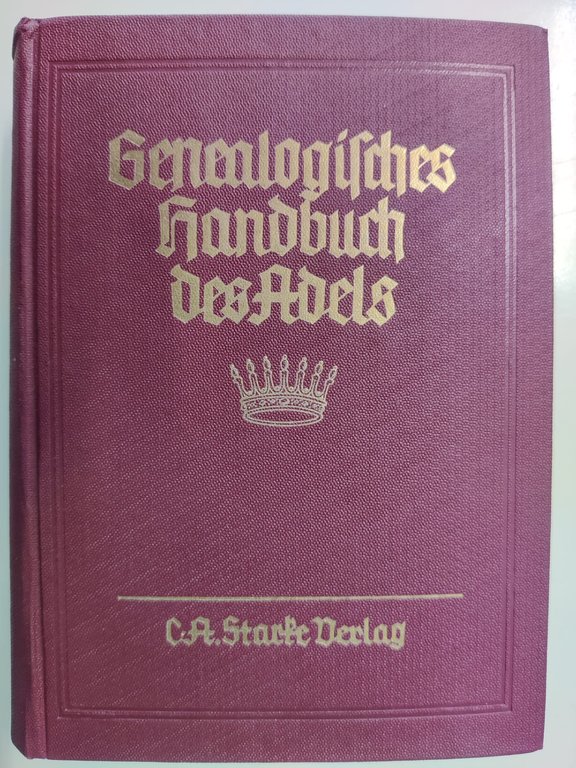 Genealogisches
Handbuch
des Adels
C.A. Starke Verlag